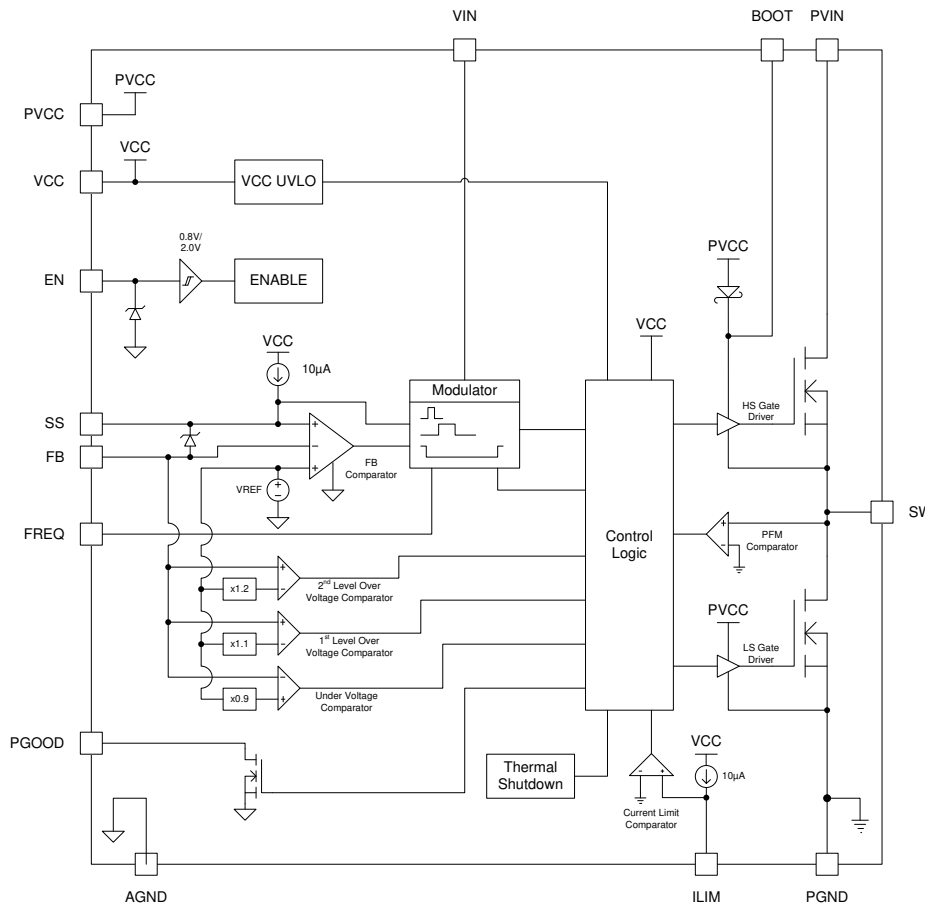 VIN
BOOT
PVIN
PVCC
PVCC
VCC
VCC
VCC UVLO
0.8V/
2.0V
EN
ENABLE
PVCC
VCC
VCC
10µA
Modulator
SS
FB
FB
Comparator
VREF
HS Gate
Driver
FREQ
SW
Control
Logic
PFM
Comparator
+
−
x1.2
2nd Level Over
Voltage Comparator
x1.1
1st Level Over
Voltage Comparator
PVCC
LS Gate
Driver
x0.9
Under Voltage
Comparator
PGOOD
Thermal
Shutdown
VCC
10µA
Current Limit
Comparator
AGND
ILIM
PGND